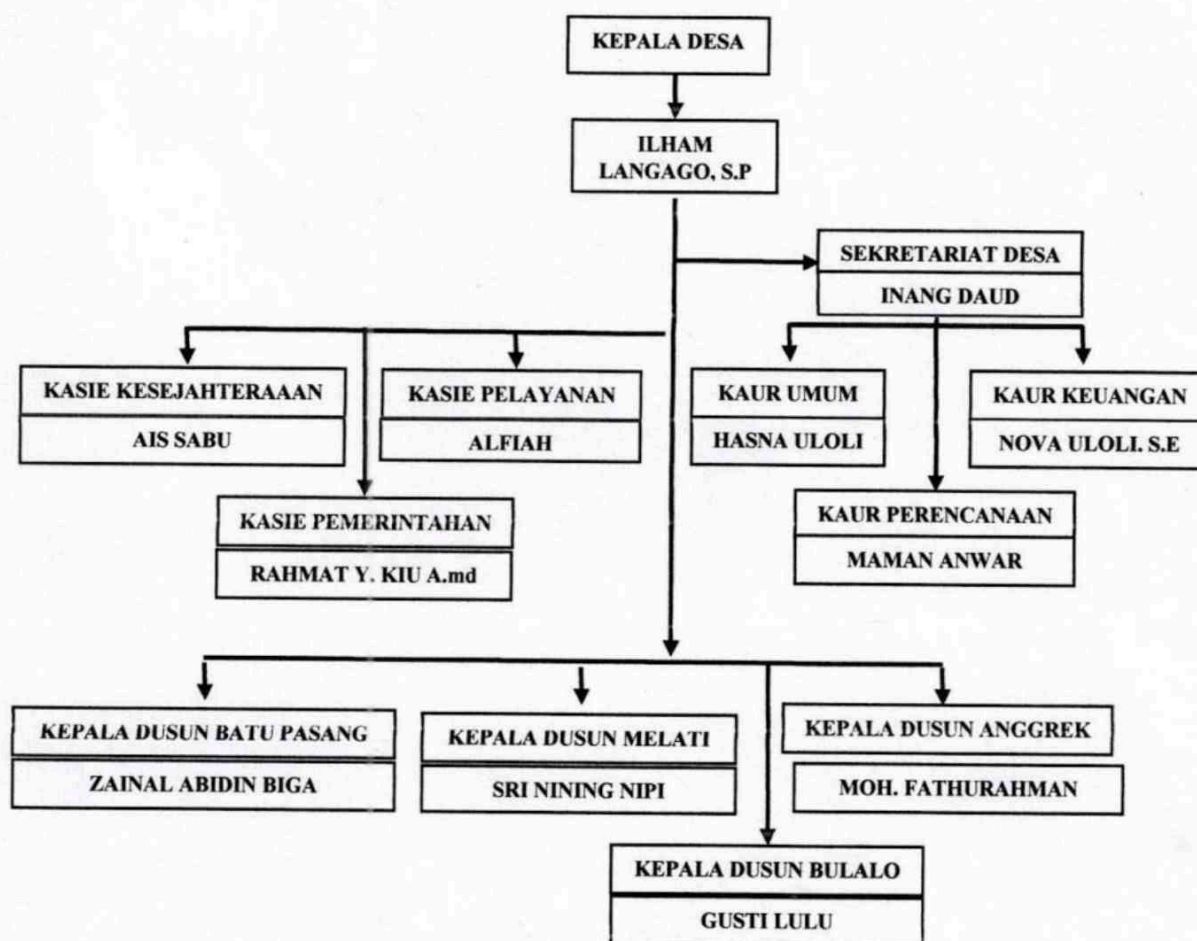 KEPALA DESA
ILHAM
LANGAGO, S.P
SEKRETARIAT DESA
INANG DAUD
KASIE KESEJAHTERAAAN
AIS SABU
KASIE PELAYANAN
ALFIAH
KAUR UMUM
HASNA ULOLI
KAUR KEUANGAN
NOVA ULOLI. S.E
KASIE PEMERINTAHAN
RAHMAT Y. KIU A.md
KAUR PERENCANAAN
MAMAN ANWAR
KEPALA DUSUN BATU PASANG
ZAINAL ABIDIN BIGA
KEPALA DUSUN MELATI
SRI NINING NIPI
KEPALA DUSUN ANGGREK
MOH. FATHURAHMAN
KEPALA DUSUN BULALO
GUSTI LULU